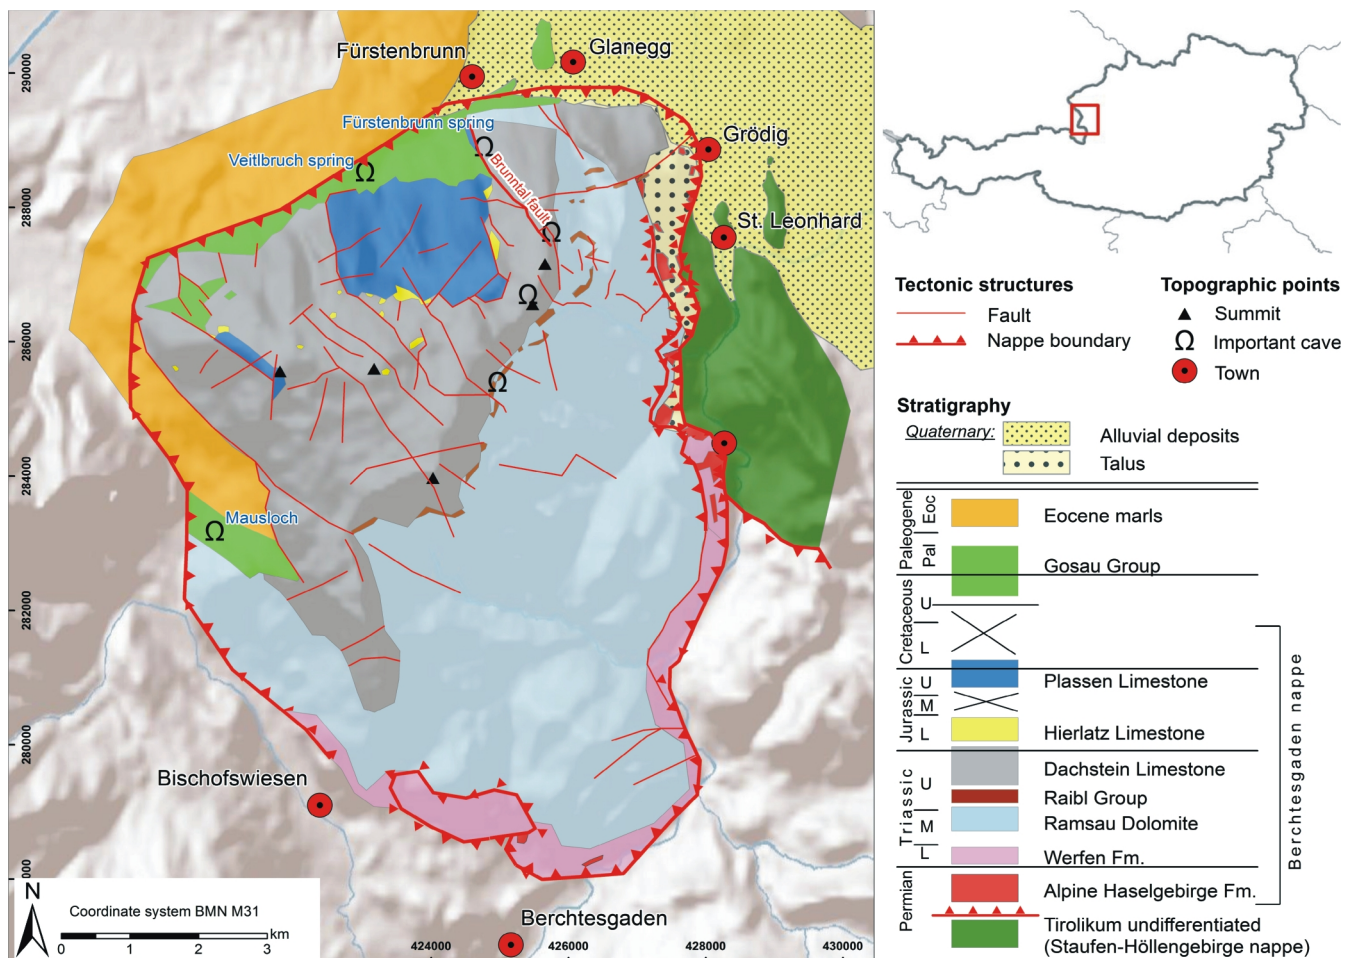 Fürstenbrunn
Glanegg
Fürstenbrunn spring
Grödig
Veitlbruch spring
Brunntal fault
St. Leonhard
Mausloch
Bischofswiesen
Berchtesgaden
290000
288000
286000
284000
282000
280000
424000
426000
428000
430000
N
Coordinate system BMN M31
km
0
1
2
3
Tectonic structures
Fault
Nappe boundary
Topographic points
Summit
Ω Important cave
Town
Stratigraphy
Quaternary:
Alluvial deposits
Talus
Paleogene
Eoc
Pal
Eocene marls
Gosau Group
Cretaceous
U
L
Jurassic
U
M
L
Plassen Limestone
Hierlatz Limestone
Triassic
U
M
L
Dachstein Limestone
Raibl Group
Ramsau Dolomite
Werfen Fm.
Permian
Alpine Haselgebirge Fm.
Tirolikum undifferentiated
(Staufen-Höllengebirge nappe)
Berchtesgaden nappe